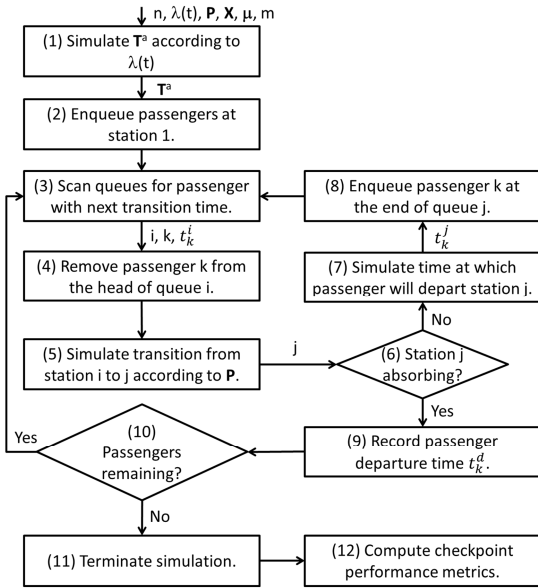 n, λ(t), P, X, μ, m
(1) Simulate Tᵃ according to
λ(t)
Tᵃ
(2) Enqueue passengers at
station 1.
(3) Scan queues for passenger
with next transition time.
i, k, t_k^i
(4) Remove passenger k from
the head of queue i.
(5) Simulate transition from
station i to j according to P.
j
(6) Station j
absorbing?
No
(7) Simulate time at which
passenger will depart station j.
t_k^j
(8) Enqueue passenger k at
the end of queue j.
Yes
(9) Record passenger
departure time t_k^d.
(10)
Passengers
remaining?
Yes
No
(11) Terminate simulation.
(12) Compute checkpoint
performance metrics.